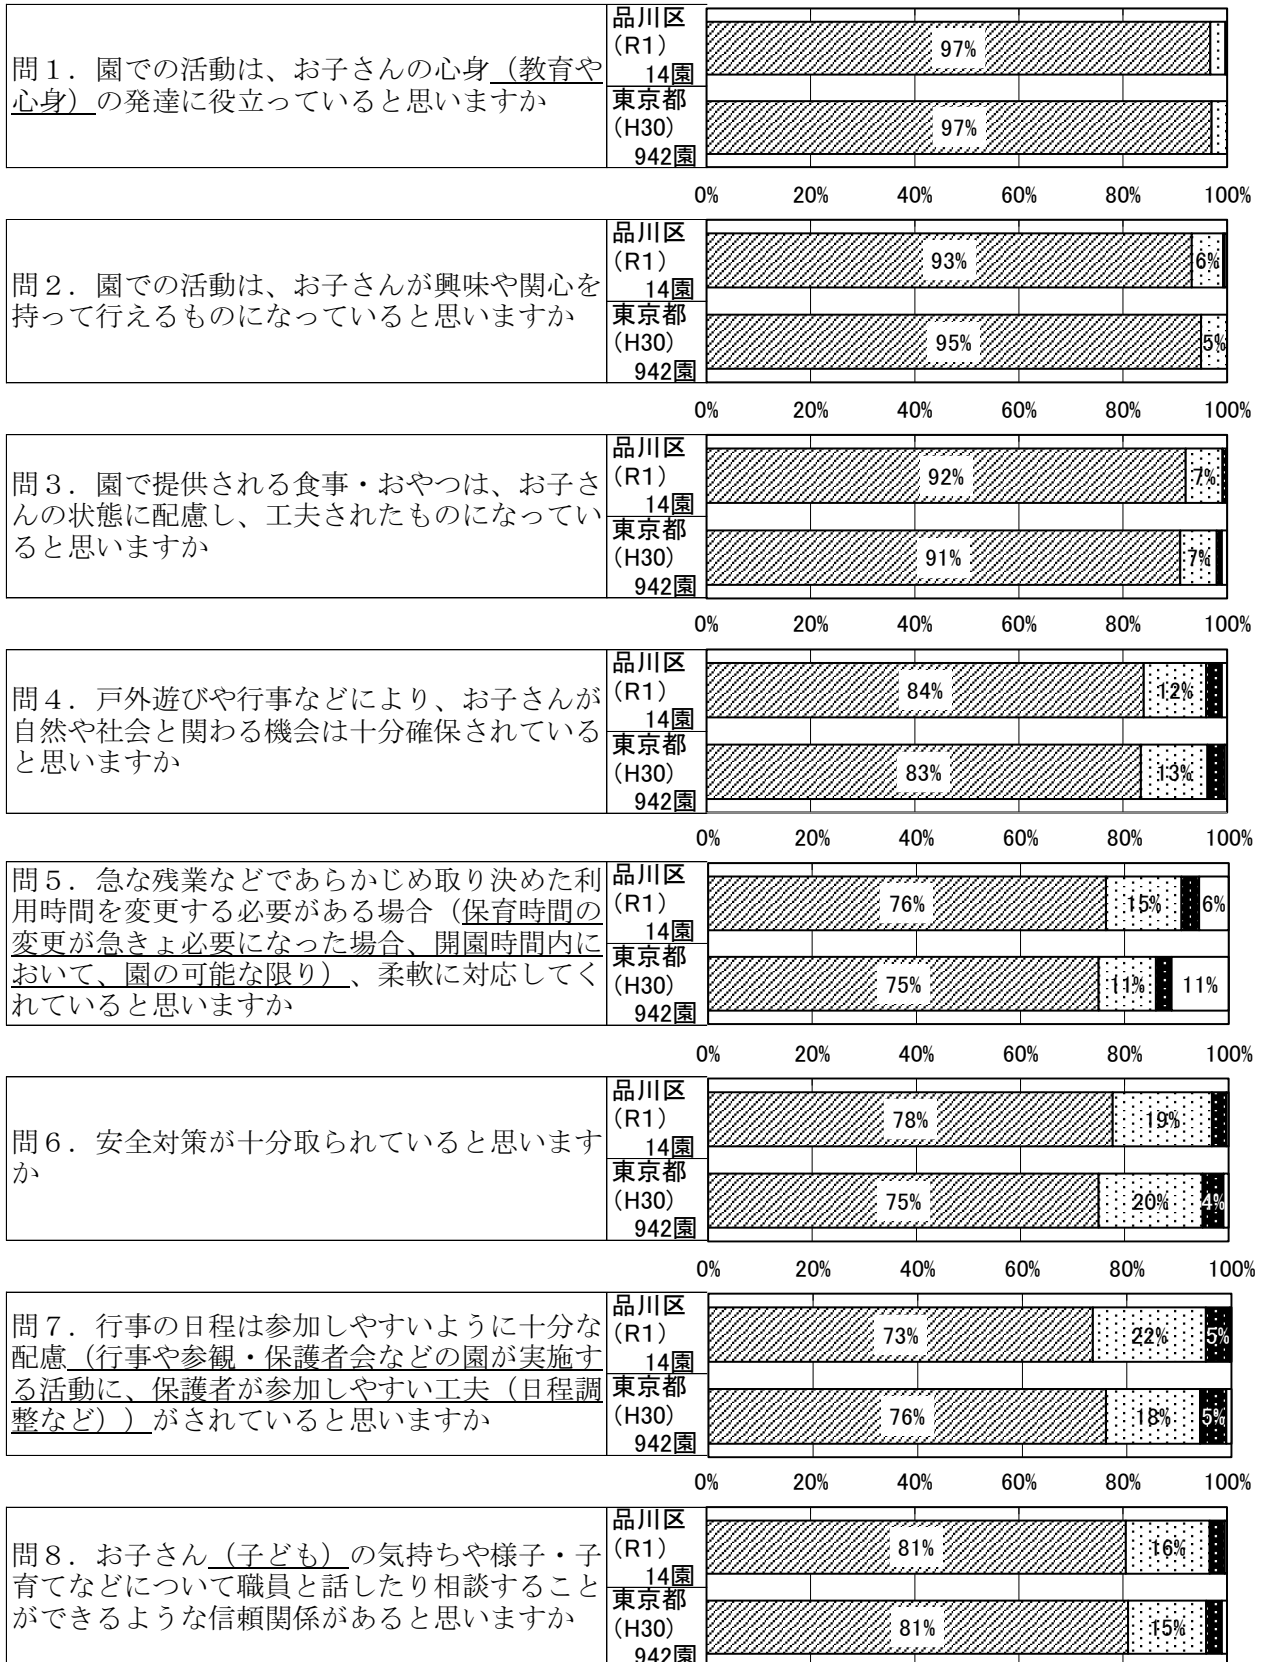 品川区
(R1)
14園
97%
問１．園での活動は、お子さんの心身（教育や
心身）の発達に役立っていると思いますか
東京都
(H30)
942園
97%
0% 20% 40% 60% 80% 100%
品川区
(R1)
14園
93% 6%
問２．園での活動は、お子さんが興味や関心を
持って行えるものになっていると思いますか
東京都
(H30)
942園
95% 5%
0% 20% 40% 60% 80% 100%
品川区
(R1)
14園
92% 7%
問３．園で提供される食事・おやつは、お子さ
んの状態に配慮し、工夫されたものになってい
ると思いますか
東京都
(H30)
942園
91% 7%
0% 20% 40% 60% 80% 100%
品川区
(R1)
14園
84% 12%
問４．戸外遊びや行事などにより、お子さんが
自然や社会と関わる機会は十分確保されている
と思いますか
東京都
(H30)
942園
83% 13%
0% 20% 40% 60% 80% 100%
問５．急な残業などであらかじめ取り決めた利
用時間を変更する必要がある場合（保育時間の
変更が急きょ必要になった場合、開園時間内に
おいて、園の可能な限り）、柔軟に対応してく
れていると思いますか
品川区
(R1)
14園
76% 15% 6%
東京都
(H30)
942園
75% 11% 11%
0% 20% 40% 60% 80% 100%
品川区
(R1)
14園
78% 19%
問６．安全対策が十分取られていると思います
か
東京都
(H30)
942園
75% 20% 4%
0% 20% 40% 60% 80% 100%
問７．行事の日程は参加しやすいように十分な
配慮（行事や参観・保護者会などの園が実施す
る活動に、保護者が参加しやすい工夫（日程調
整など））がされていると思いますか
品川区
(R1)
14園
73% 22% 5%
東京都
(H30)
942園
76% 18% 5%
0% 20% 40% 60% 80% 100%
問８．お子さん（子ども）の気持ちや様子・子
育てなどについて職員と話したり相談すること
ができるような信頼関係があると思いますか
品川区
(R1)
14園
81% 16%
東京都
(H30)
942園
81% 15%